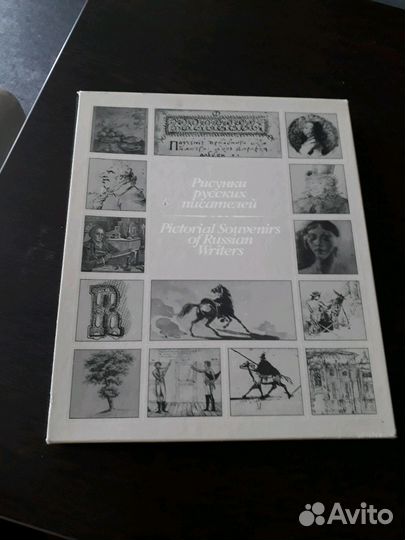 Рисунки
русских
писателей
Pictorial Souvenirs
of Russian
Writers
R
Avito